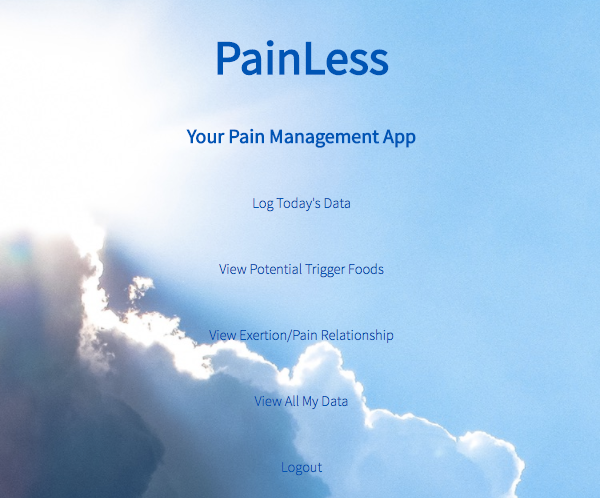 PainLess
Your Pain Management App
Log Today's Data
View Potential Trigger Foods
View Exertion/Pain Relationship
View All My Data
Logout